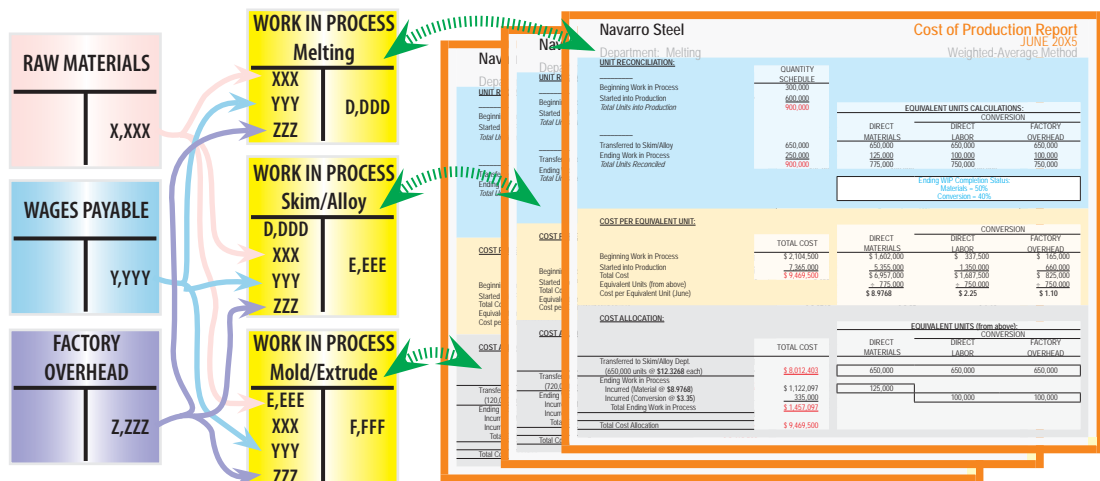 RAW MATERIALS
X,XXX
WAGES PAYABLE
Y,YYY
FACTORY
OVERHEAD
Z,ZZZ
WORK IN PROCESS
Melting
XXX
YYY
ZZZ
D,DDD
WORK IN PROCESS
Skim/Alloy
D,DDD
XXX
YYY
ZZZ
E,EEE
WORK IN PROCESS
Mold/Extrude
E,EEE
XXX
YYY
ZZZ
F,FFF
Navarro Steel
Cost of Production Report
JUNE 20X5
Department: Melting
Weighted-Average Method
UNIT RECONCILIATION:
QUANTITY
SCHEDULE
Beginning Work in Process 300,000
Started into Production 600,000
Total Units into Production 900,000
EQUIVALENT UNITS CALCULATIONS:
CONVERSION
DIRECT DIRECT FACTORY
MATERIALS LABOR OVERHEAD
Transferred to Skim/Alloy 650,000 650,000 650,000 650,000
Ending Work in Process 250,000 125,000 100,000 100,000
Total Units Reconciled 900,000 775,000 750,000 750,000
Ending WIP Completion Status:
Materials = 50%
Conversion = 40%
COST PER EQUIVALENT UNIT:
CONVERSION
TOTAL COST DIRECT DIRECT FACTORY
MATERIALS LABOR OVERHEAD
Beginning Work in Process $ 2,104,500 $ 1,602,000 $ 337,500 $ 165,000
Started into Production 7,365,000 5,355,000 1,350,000 660,000
Total Cost $ 9,469,500 $ 6,957,000 $ 1,687,500 $ 825,000
Equivalent Units (from above) ÷ 775,000 ÷ 750,000 ÷ 750,000
Cost per Equivalent Unit (June) $ 8.9768 $ 2.25 $ 1.10
COST ALLOCATION:
EQUIVALENT UNITS (from above):
CONVERSION
TOTAL COST DIRECT DIRECT FACTORY
MATERIALS LABOR OVERHEAD
Transferred to Skim/Alloy Dept.
(650,000 units @ $12.3268 each) $ 8,012,403 650,000 650,000 650,000
Ending Work in Process
Incurred (Material @ $8.9768) $ 1,122,097 125,000
Incurred (Conversion @ $3.35) 335,000 100,000 100,000
Total Ending Work in Process $ 1,457,097
Total Cost Allocation $ 9,469,500